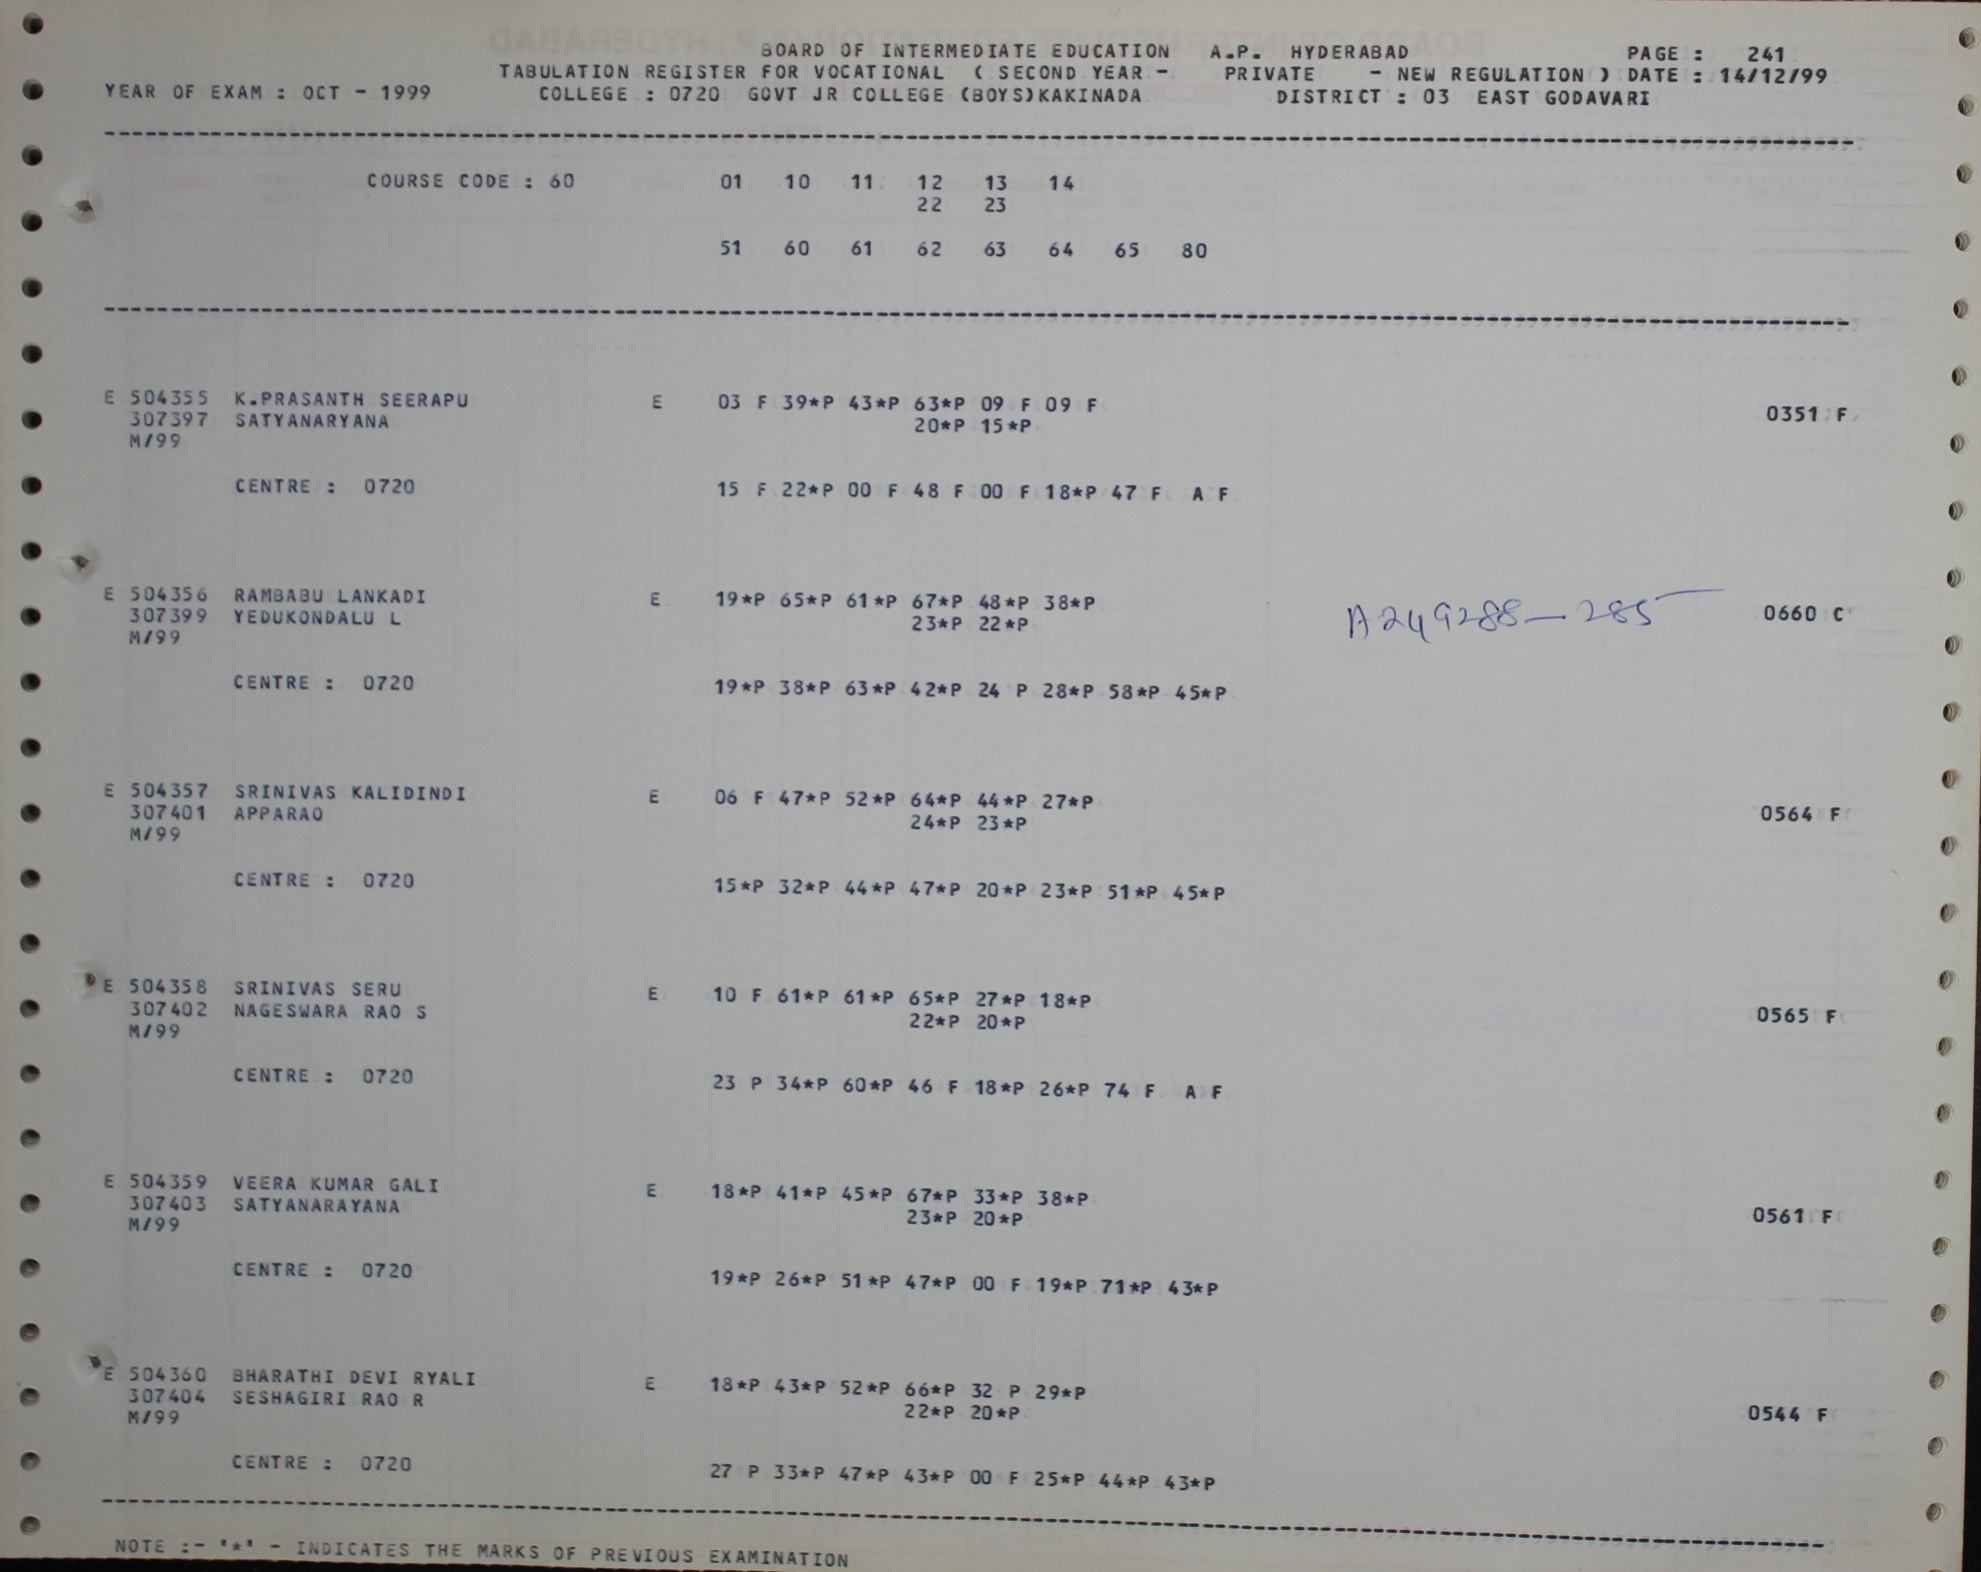 BOARD OF INTERMEDIATE EDUCATION A.P. HYDERABAD PAGE : 241
TABULATION REGISTER FOR VOCATIONAL ( SECOND YEAR - PRIVATE - NEW REGULATION ) DATE : 14/12/99
YEAR OF EXAM : OCT - 1999 COLLEGE : 0720 GOVT JR COLLEGE (BOYS)KAKINADA DISTRICT : 03 EAST GODAVARI
COURSE CODE : 60 01 10 11 12 13 14
22 23
51 60 61 62 63 64 65 80
E 504355 K.PRASANTH SEERAPU E 03 F 39*P 43*P 63*P 09 F 09 F 0351 F
307397 SATYANARYANA 20*P 15*P
M/99
CENTRE : 0720 15 F 22*P 00 F 48 F 00 F 18*P 47 F A F
E 504356 RAMBABU LANKADI E 19*P 65*P 61*P 67*P 48*P 38*P A249288-285 0660 C
307399 YEDUKONDALU L 23*P 22*P
M/99
CENTRE : 0720 19*P 38*P 63*P 42*P 24 P 28*P 58*P 45*P
E 504357 SRINIVAS KALIDINDI E 06 F 47*P 52*P 64*P 44*P 27*P 0564 F
307401 APPARAO 24*P 23*P
M/99
CENTRE : 0720 15*P 32*P 44*P 47*P 20*P 23*P 51*P 45*P
E 504358 SRINIVAS SERU E 10 F 61*P 61*P 65*P 27*P 18*P 0565 F
307402 NAGESWARA RAO S 22*P 20*P
M/99
CENTRE : 0720 23 P 34*P 60*P 46 F 18*P 26*P 74 F A F
E 504359 VEERA KUMAR GALI E 18*P 41*P 45*P 67*P 33*P 38*P 0561 F
307403 SATYANARAYANA 23*P 20*P
M/99
CENTRE : 0720 19*P 26*P 51*P 47*P 00 F 19*P 71*P 43*P
E 504360 BHARATHI DEVI RYALI E 18*P 43*P 52*P 66*P 32 P 29*P 0544 F
307404 SESHAGIRI RAO R 22*P 20*P
M/99
CENTRE : 0720 27 P 33*P 47*P 43*P 00 F 25*P 44*P 43*P
NOTE :- '*' - INDICATES THE MARKS OF PREVIOUS EXAMINATION